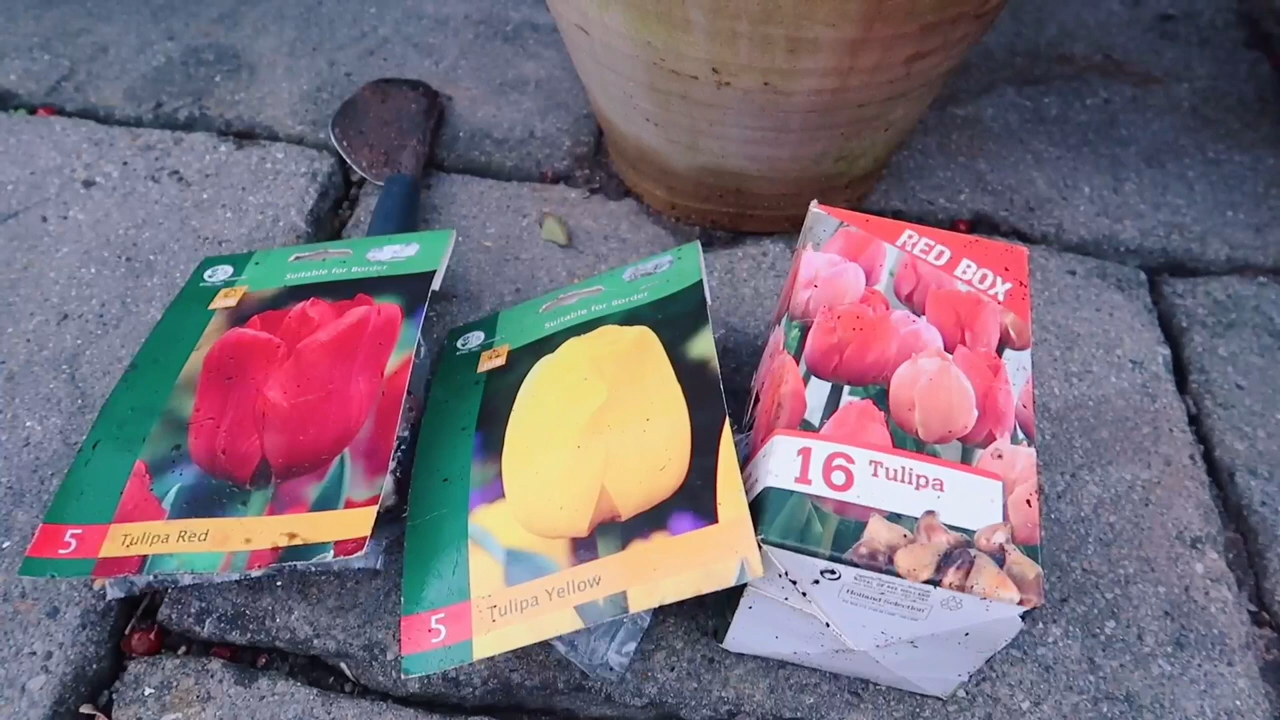 Suitable for Border
5
Tulipa Red
Suitable for Border
5
Tulipa Yellow
RED BOX
16 Tulipa
Holland Selection